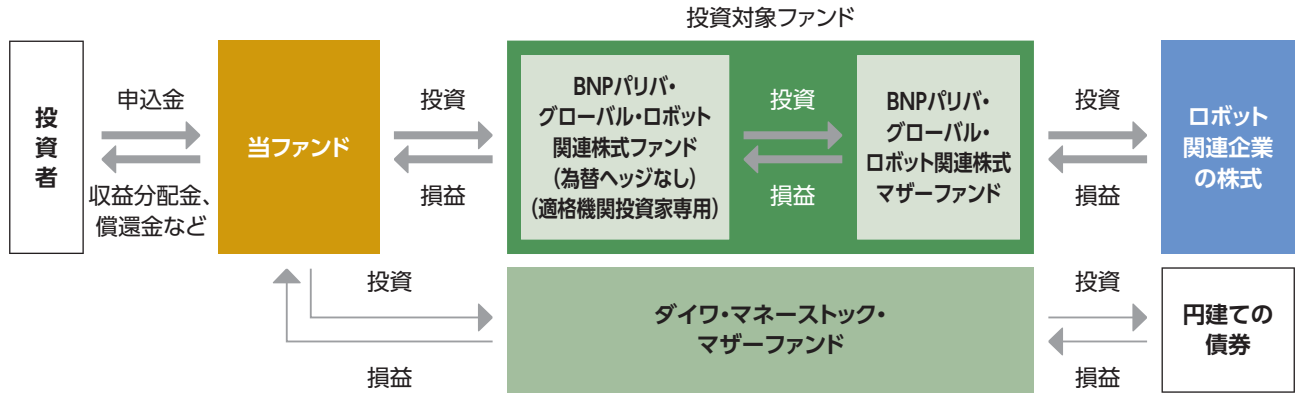 投資対象ファンド
投資者
申込金
収益分配金、
償還金など
当ファンド
投資
損益
BNPパリバ・
グローバル・ロボット
関連株式ファンド
(為替ヘッジなし)
(適格機関投資家専用)
投資
損益
BNPパリバ・
グローバル・
ロボット関連株式
マザーファンド
投資
損益
ロボット
関連企業
の株式
投資
損益
ダイワ・マネーストック・
マザーファンド
投資
損益
円建ての
債券